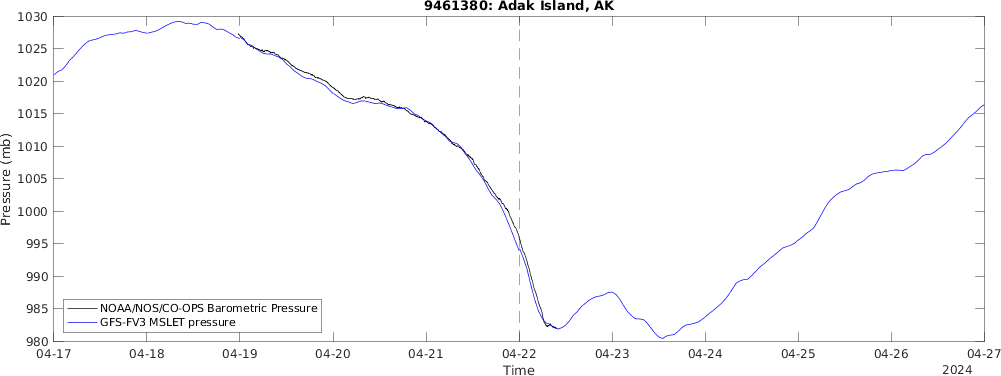 9461380: Adak Island, AK
1030
1025
1020
1015
1010
1005
1000
995
990
985
980
Pressure (mb)
NOAA/NOS/CO-OPS Barometric Pressure
GFS-FV3 MSLET pressure
04-17 04-18 04-19 04-20 04-21 04-22 04-23 04-24 04-25 04-26 04-27
Time
2024